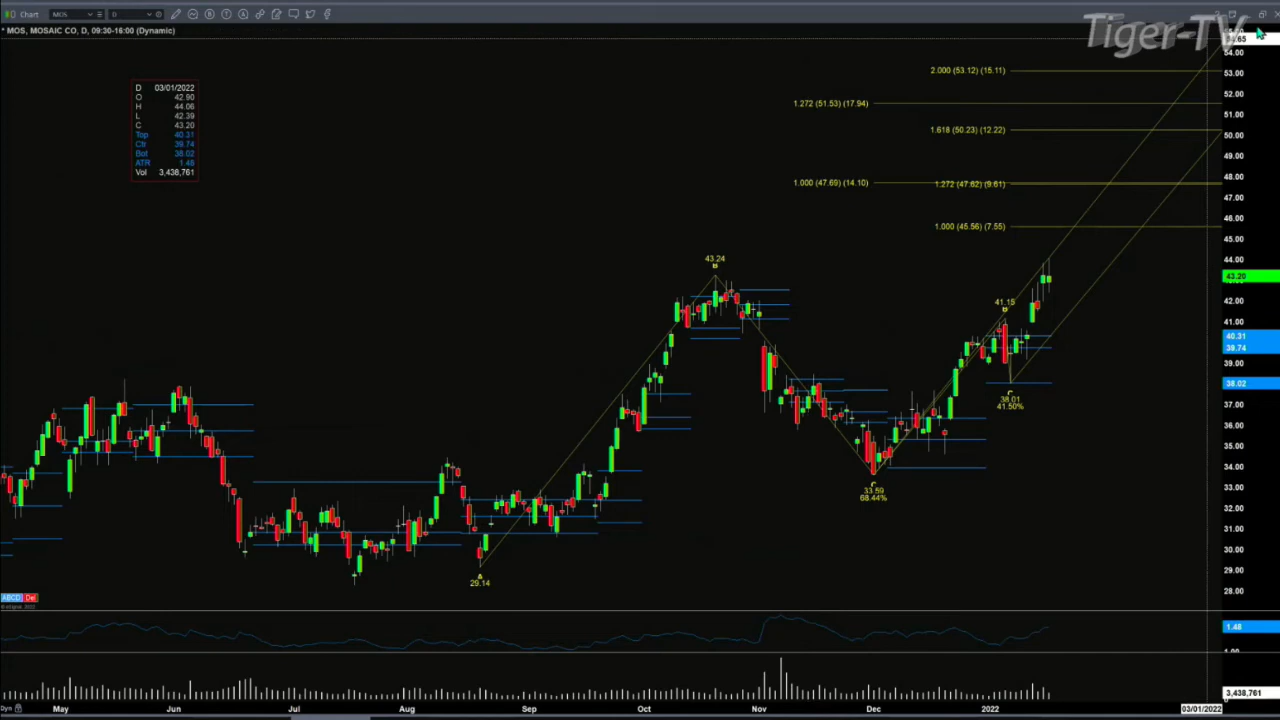 Chart MOS D
Tiger-TV
* MOS, MOSAIC CO, D, 09:30-16:00 (Dynamic)
D 03/01/2022
O 42.90
H 44.06
L 42.39
C 43.20
Top 40.31
Ctr 39.74
Bot 38.02
ATR 1.48
Vol 3,438,761
2.000 (53.12) (15.11)
1.272 (51.53) (17.94)
1.618 (50.23) (12.22)
1.000 (47.69) (14.10)
1.272 (47.62) (9.61)
1.000 (45.56) (7.55)
43.24
B
41.15
B
C
38.01
41.50%
C
33.59
68.44%
A
29.14
54.00
53.00
52.00
51.00
50.00
49.00
48.00
47.00
46.00
45.00
44.00
43.20
42.00
41.00
40.31
39.74
39.00
38.02
37.00
36.00
35.00
34.00
33.00
32.00
31.00
30.00
29.00
28.00
ABCD Del
© eSignal, 2022
1.48
1.00
3,438,761
Dyn May Jun Jul Aug Sep Oct Nov Dec 2022 03/01/2022